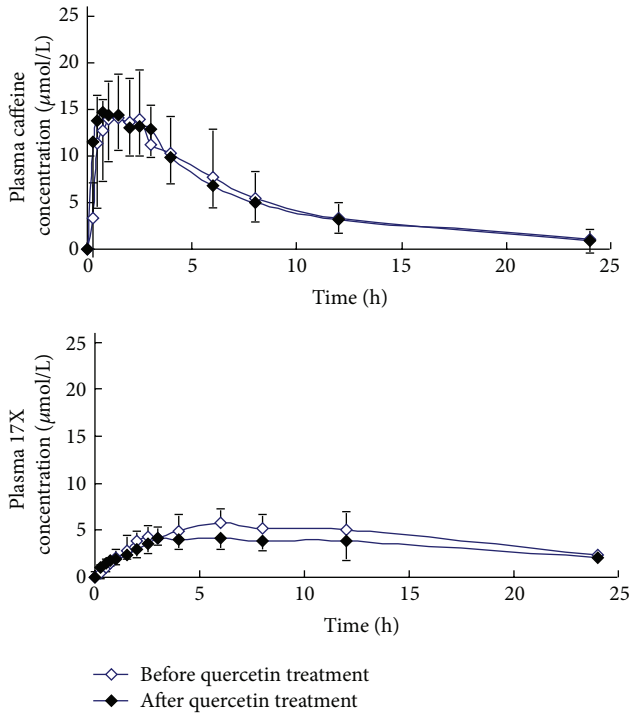 Plasma caffeine
concentration (μmol/L)
25
20
15
10
5
0
0 5 10 15 20 25
Time (h)
Plasma 17X
concentration (μmol/L)
25
20
15
10
5
0
0 5 10 15 20 25
Time (h)
Before quercetin treatment
After quercetin treatment